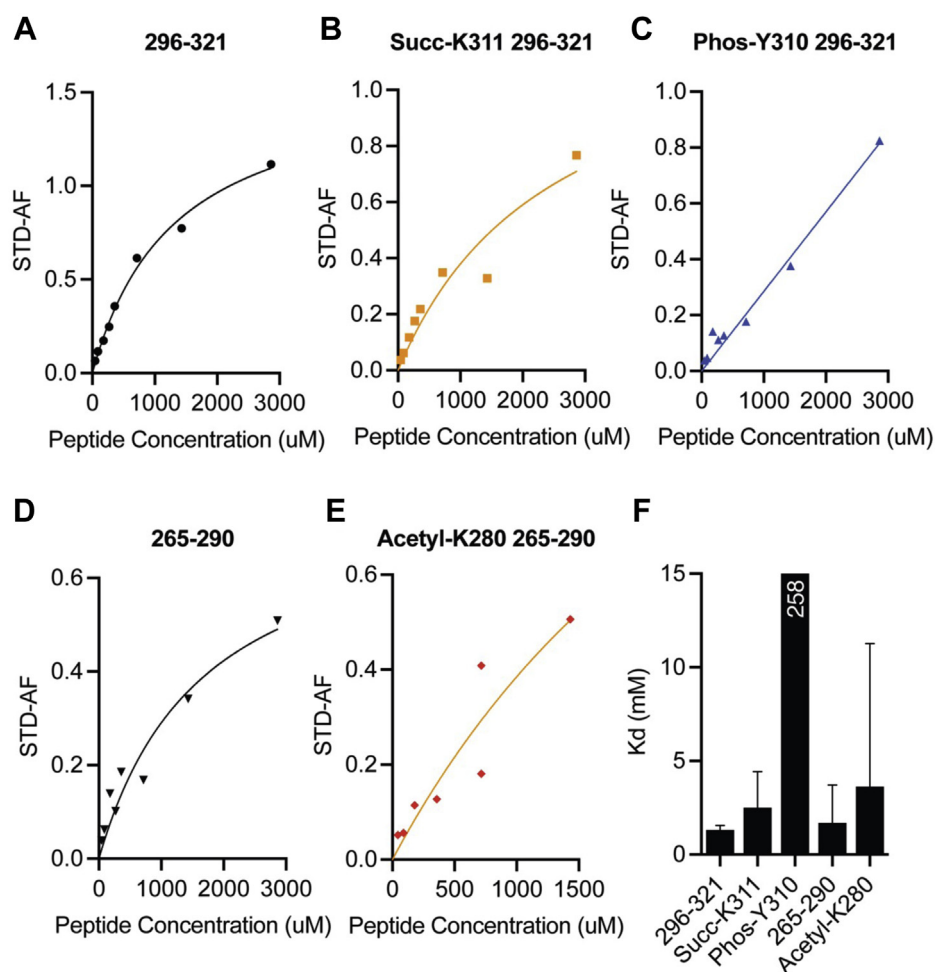 A
296-321
1.5
1.0
0.5
0.0
0
1000
2000
3000
STD-AF
Peptide Concentration (uM)
B
Succ-K311 296-321
1.0
0.8
0.6
0.4
0.2
0.0
0
1000
2000
3000
STD-AF
Peptide Concentration (uM)
C
Phos-Y310 296-321
1.0
0.8
0.6
0.4
0.2
0.0
0
1000
2000
3000
STD-AF
Peptide Concentration (uM)
D
265-290
0.6
0.4
0.2
0.0
0
1000
2000
3000
STD-AF
Peptide Concentration (uM)
E
Acetyl-K280 265-290
0.6
0.4
0.2
0.0
0
500
1000
1500
STD-AF
Peptide Concentration (uM)
F
15
10
5
0
Kd (mM)
258
296-321
Succ-K311
Phos-Y310
265-290
Acetyl-K280